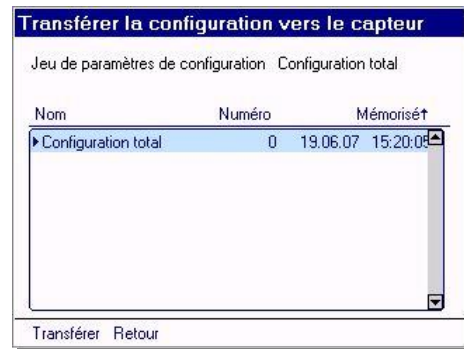 Transférer la configuration vers le capteur
Jeu de paramètres de configuration Configuration total
Nom Numéro Mémorisé↑
Configuration total 0 19.06.07 15:20:05
Transférer Retour